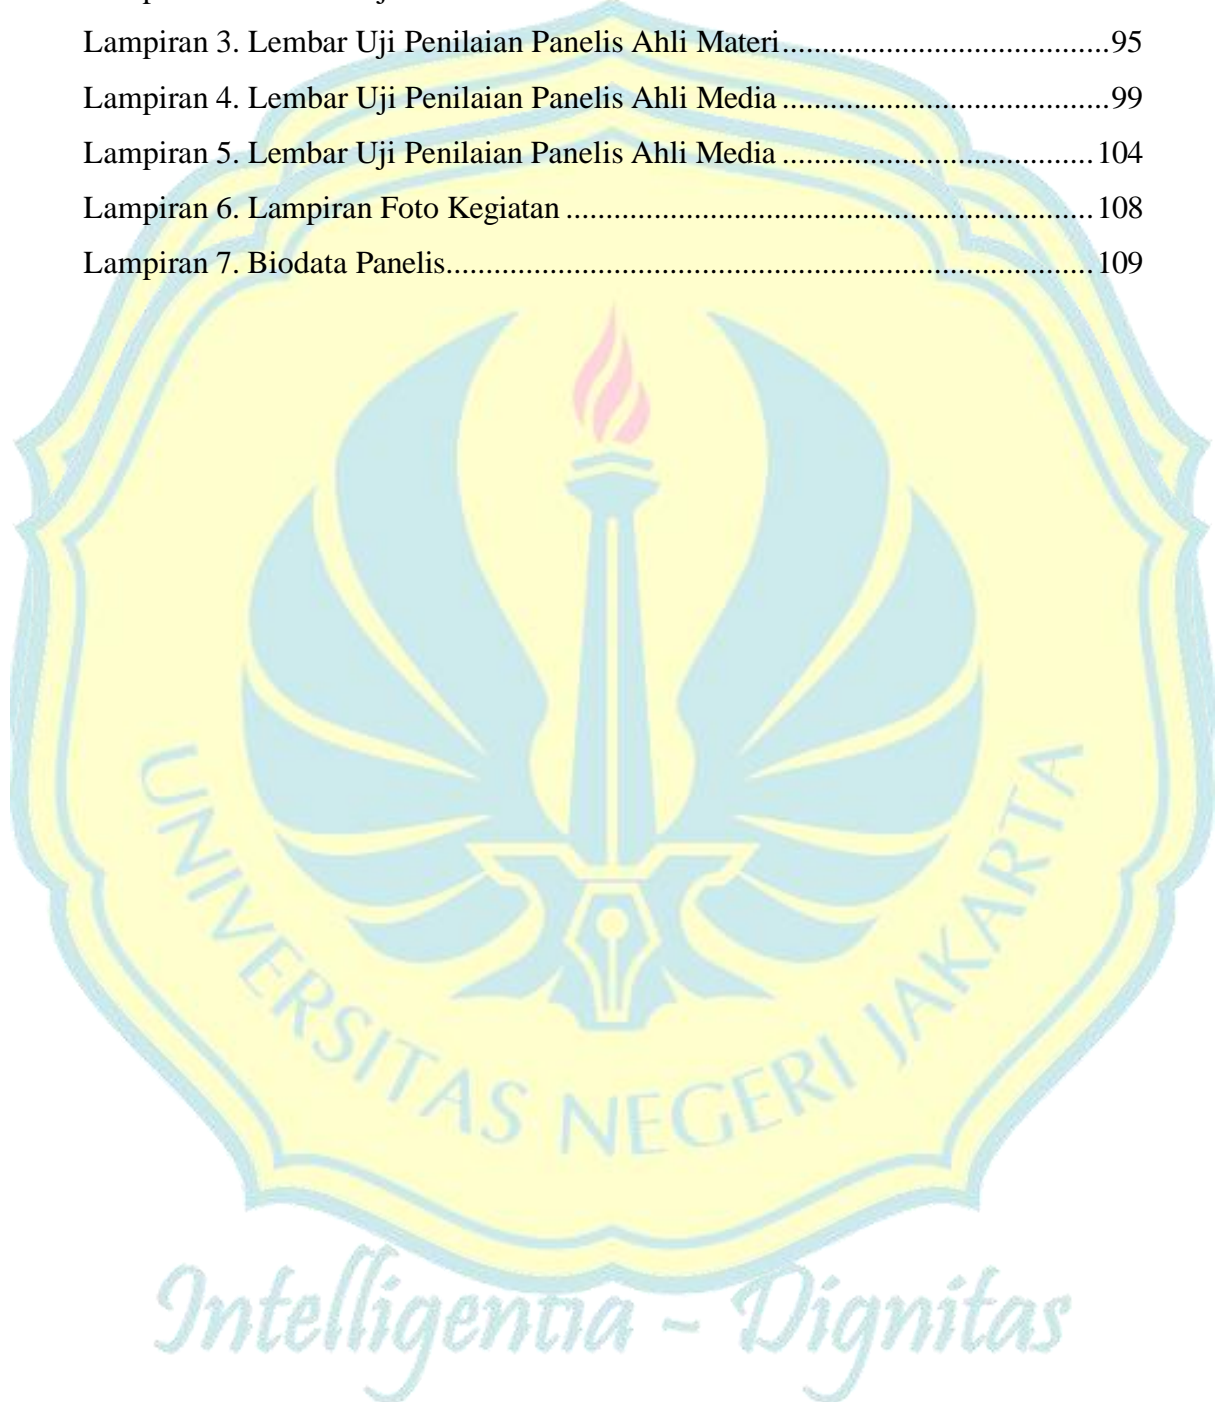 Lampiran 3. Lembar Uji Penilaian Panelis Ahli Materi.........................................95
Lampiran 4. Lembar Uji Penilaian Panelis Ahli Media .........................................99
Lampiran 5. Lembar Uji Penilaian Panelis Ahli Media .......................................104
Lampiran 6. Lampiran Foto Kegiatan ..................................................................108
Lampiran 7. Biodata Panelis.................................................................................109
UNIVERSITAS NEGERI JAKARTA
Intelligentia - Dignitas